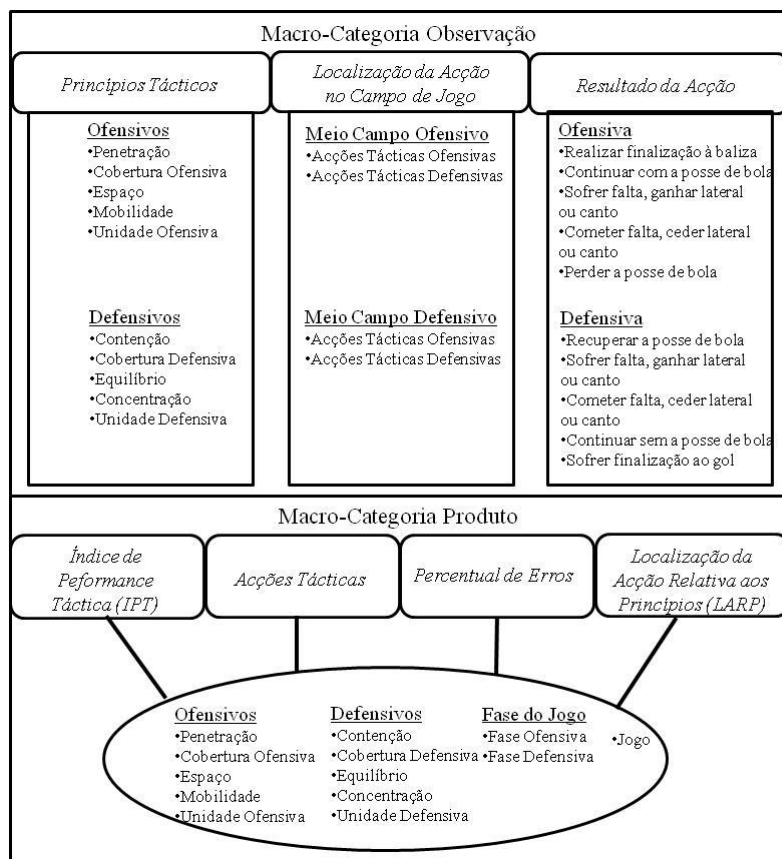 Macro-Categoria Observação
Princípios Tácticos
Localização da Acção
no Campo de Jogo
Resultado da Acção
Ofensivos
•Penetração
•Cobertura Ofensiva
•Espaço
•Mobilidade
•Unidade Ofensiva
Defensivos
•Contenção
•Cobertura Defensiva
•Equilíbrio
•Concentração
•Unidade Defensiva
Meio Campo Ofensivo
•Acções Tácticas Ofensivas
•Acções Tácticas Defensivas
Meio Campo Defensivo
•Acções Tácticas Ofensivas
•Acções Tácticas Defensivas
Ofensiva
•Realizar finalização à baliza
•Continuar com a posse de bola
•Sofrer falta, ganhar lateral
ou canto
•Cometer falta, ceder lateral
ou canto
•Perder a posse de bola
Defensiva
•Recuperar a posse de bola
•Sofrer falta, ganhar lateral
ou canto
•Cometer falta, ceder lateral
ou canto
•Continuar sem a posse de bola
•Sofrer finalização ao gol
Macro-Categoria Produto
Índice de
Peformance
Táctica (IPT)
Acções Tácticas
Percentual de Erros
Localização da
Acção Relativa aos
Princípios (LARP)
Ofensivos
•Penetração
•Cobertura Ofensiva
•Espaço
•Mobilidade
•Unidade Ofensiva
Defensivos
•Contenção
•Cobertura Defensiva
•Equilíbrio
•Concentração
•Unidade Defensiva
Fase do Jogo
•Fase Ofensiva
•Fase Defensiva
•Jogo